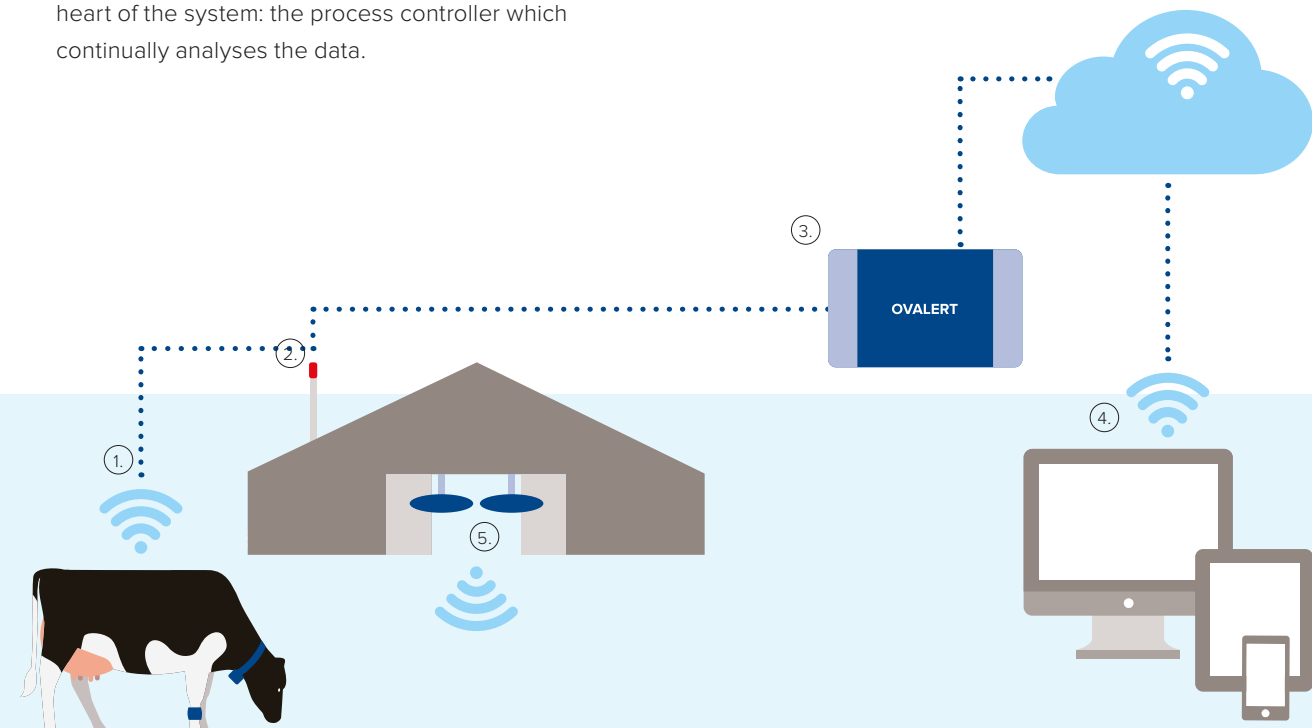 heart of the system: the process controller which
continually analyses the data.
3.
OVALERT
2.
4.
1.
5.